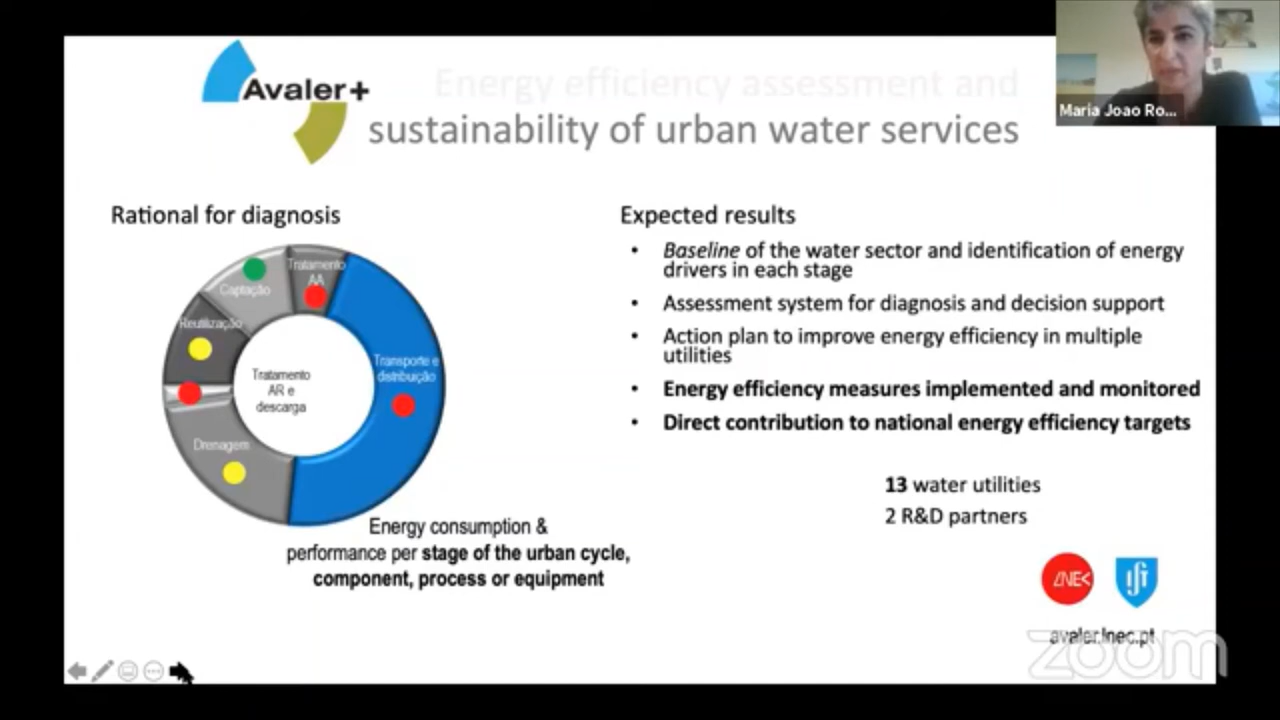 Avaler+
Energy efficiency assessment and
sustainability of urban water services
Maria Joao Ro...
Rational for diagnosis
Tratamento
AA
Captação
Reutilização
Transporte e
distribuição
Tratamento
AR e
descarga
Drenagem
Energy consumption &
performance per stage of the urban cycle,
component, process or equipment
Expected results
• Baseline of the water sector and identification of energy
drivers in each stage
• Assessment system for diagnosis and decision support
• Action plan to improve energy efficiency in multiple
utilities
• Energy efficiency measures implemented and monitored
• Direct contribution to national energy efficiency targets
13 water utilities
2 R&D partners
LNEC
avaler.lnec.pt
zoom